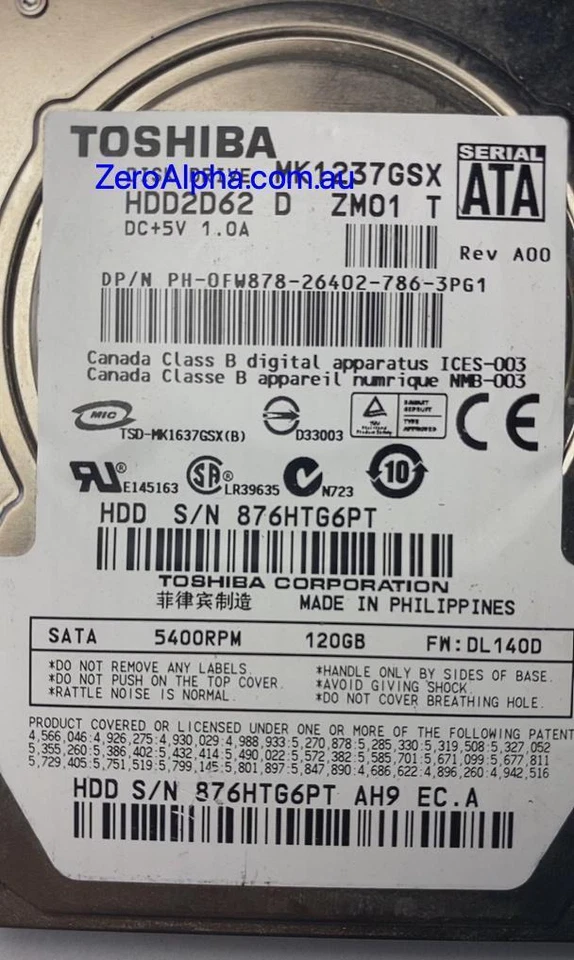 TOSHIBA
DISK DRIVE MK1237GSX
ZeroAlpha.com.au
SERIAL
ATA
HDD2D62 D ZM01 T
DC+5V 1.0A
Rev A00
DP/N PH-0FW878-26402-786-3PG1
Canada Class B digital apparatus ICES-003
Canada Classe B appareil numrique NMB-003
MIC
TSD-MK1637GSX(B)
D33003
CE
E145163
LR39635
N723
10
HDD S/N 876HTG6PT
TOSHIBA CORPORATION
菲律宾制造 MADE IN PHILIPPINES
SATA 5400RPM 120GB FW:DL140D
*DO NOT REMOVE ANY LABELS.
*DO NOT PUSH ON THE TOP COVER.
*RATTLE NOISE IS NORMAL.
*HANDLE ONLY BY SIDES OF BASE.
*AVOID GIVING SHOCK.
*DO NOT COVER BREATHING HOLE.
PRODUCT COVERED OR LICENSED UNDER ONE OR MORE OF THE FOLLOWING PATENT
4,566,046:4,926,275:4,930,029:4,988,933:5,270,878:5,285,330:5,319,508:5,327,052
5,355,260:5,386,402:5,432,414:5,490,022:5,572,382:5,585,701:5,671,099:5,677,811
5,729,405:5,751,519:5,799,145:5,801,897:5,847,890:4,686,622:4,896,260:4,942,516
HDD S/N 876HTG6PT AH9 EC.A